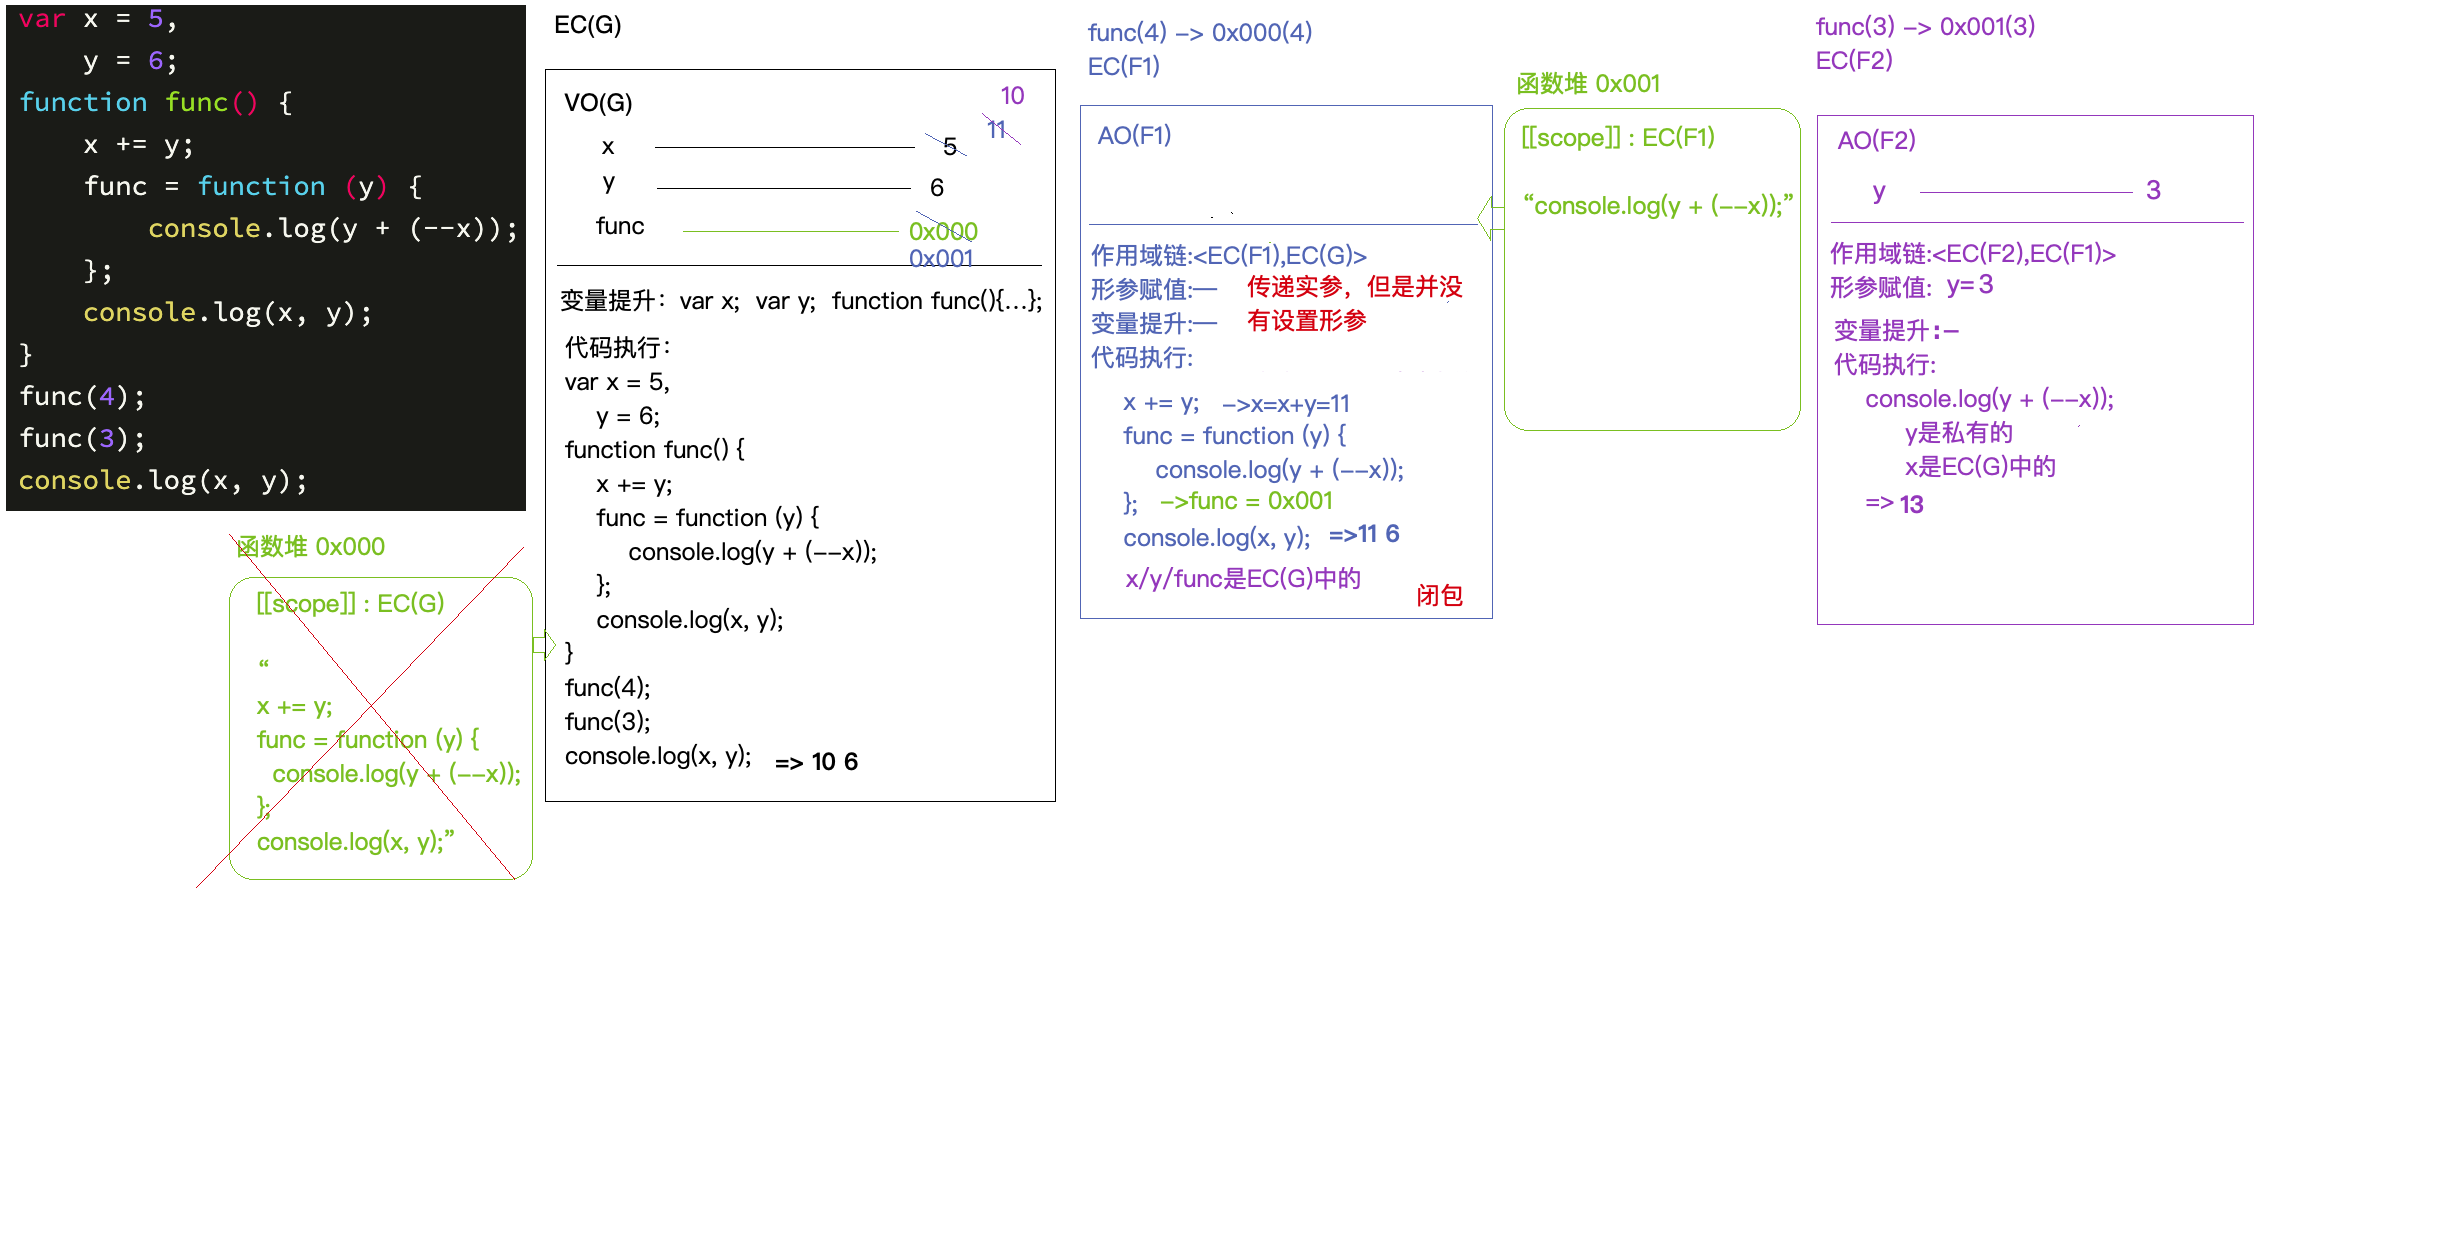 var x = 5,
    y = 6;
function func() {
    x += y;
    func = function (y) {
        console.log(y + (--x));
    };
    console.log(x, y);
}
func(4);
func(3);
console.log(x, y);
函数堆 0x000
[[scope]] : EC(G)
“
x += y;
func = function (y) {
  console.log(y + (--x));
};
console.log(x, y);”
EC(G)
VO(G)
10
11
x 5
y 6
func 0x000
0x001
变量提升：var x;  var y;  function func(){...};
代码执行：
var x = 5,
    y = 6;
function func() {
    x += y;
    func = function (y) {
        console.log(y + (--x));
    };
    console.log(x, y);
}
func(4);
func(3);
console.log(x, y); => 10 6
func(4) -> 0x000(4)
EC(F1)
AO(F1)
作用域链:<EC(F1),EC(G)>
形参赋值:— 传递实参，但是并没
变量提升:— 有设置形参
代码执行:
x += y; ->x=x+y=11
func = function (y) {
    console.log(y + (--x));
}; ->func = 0x001
console.log(x, y); =>11 6
x/y/func是EC(G)中的
闭包
函数堆 0x001
[[scope]] : EC(F1)
“console.log(y + (--x));”
func(3) -> 0x001(3)
EC(F2)
AO(F2)
y 3
作用域链:<EC(F2),EC(F1)>
形参赋值: y= 3
变量提升:—
代码执行:
console.log(y + (--x));
y是私有的
x是EC(G)中的
=> 13